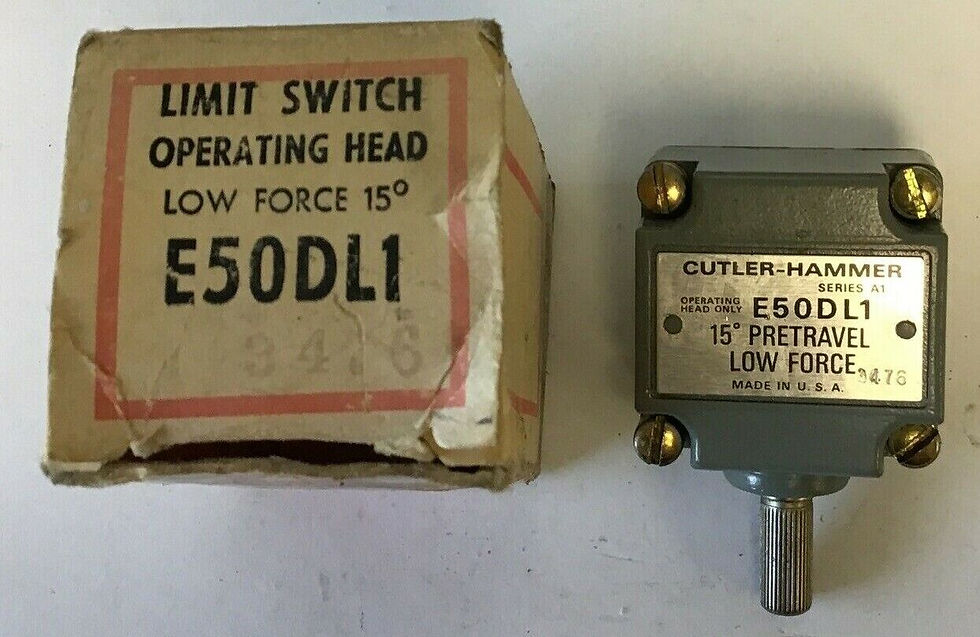 LIMIT SWITCH
OPERATING HEAD
LOW FORCE 15°
E50DL1
3476
CUTLER-HAMMER
SERIES A1
OPERATING
HEAD ONLY E50DL1
15° PRETRAVEL
LOW FORCE
3476
MADE IN U.S.A.